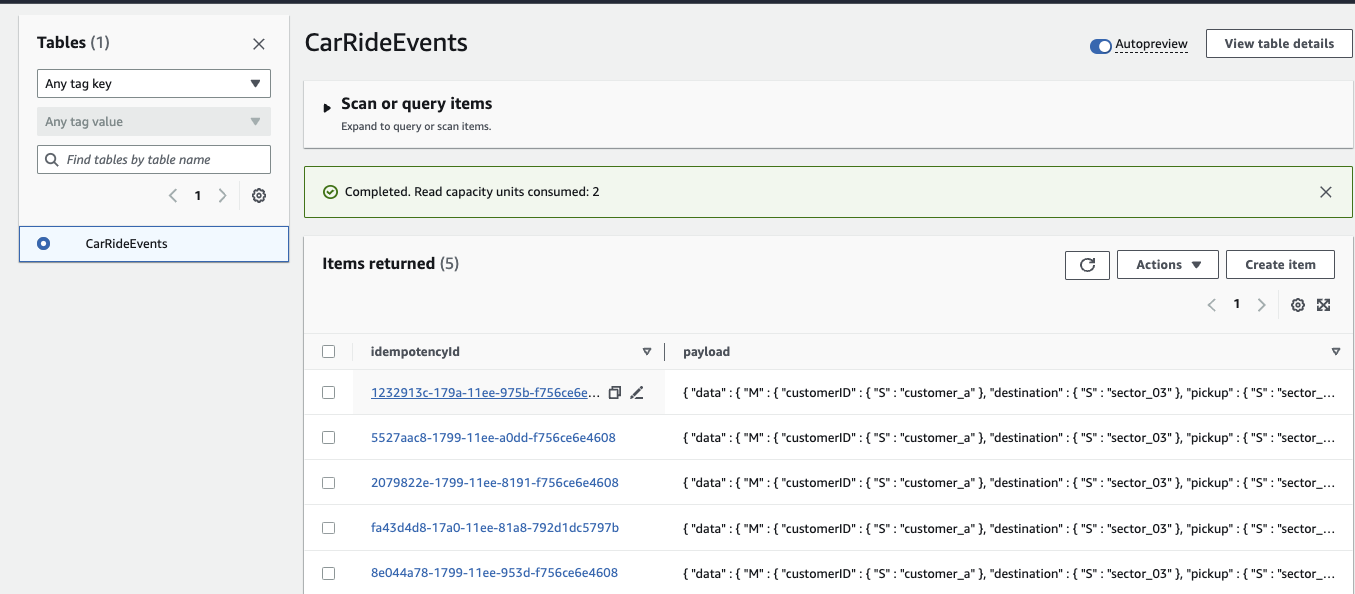 Tables (1)
Any tag key
Any tag value
Find tables by table name
1
CarRideEvents
CarRideEvents
Autopreview
View table details
Scan or query items
Expand to query or scan items.
Completed. Read capacity units consumed: 2
Items returned (5)
Actions
Create item
1
idempotencyId payload
1232913c-179a-11ee-975b-f756ce6e... { "data" : { "M" : { "customerID" : { "S" : "customer_a" }, "destination" : { "S" : "sector_03" }, "pickup" : { "S" : "sector_...
5527aac8-1799-11ee-a0dd-f756ce6e4608 { "data" : { "M" : { "customerID" : { "S" : "customer_a" }, "destination" : { "S" : "sector_03" }, "pickup" : { "S" : "sector_...
2079822e-1799-11ee-8191-f756ce6e4608 { "data" : { "M" : { "customerID" : { "S" : "customer_a" }, "destination" : { "S" : "sector_03" }, "pickup" : { "S" : "sector_...
fa43d4d8-17a0-11ee-81a8-792d1dc5797b { "data" : { "M" : { "customerID" : { "S" : "customer_a" }, "destination" : { "S" : "sector_03" }, "pickup" : { "S" : "sector_...
8e044a78-1799-11ee-953d-f756ce6e4608 { "data" : { "M" : { "customerID" : { "S" : "customer_a" }, "destination" : { "S" : "sector_03" }, "pickup" : { "S" : "sector_...